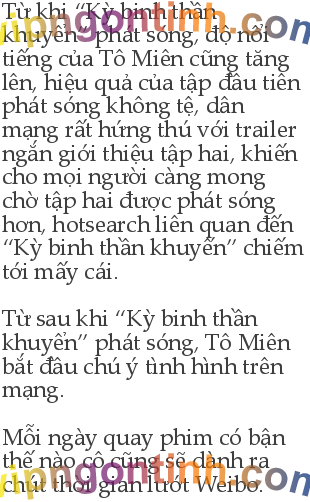 Từ khi “Kỳ binh thần
khuyển” phát sóng, độ nổi
tiếng của Tô Miên cũng tăng
lên, hiệu quả của tập đầu tiên
phát sóng không tệ, dân
mạng rất hứng thú với trailer
ngắn giới thiệu tập hai, khiến
cho mọi người càng mong
chờ tập hai được phát sóng
hơn, hotsearch liên quan đến
“Kỳ binh thần khuyển” chiếm
tới mấy cái.
Từ sau khi “Kỳ binh thần
khuyển” phát sóng, Tô Miên
bắt đầu chú ý tình hình trên
mạng.
Mỗi ngày quay phim có bận
thế nào cô cũng sẽ dành ra
chút thời gian lướt Weibo.
vipngontinh.com
vipngontinh.com